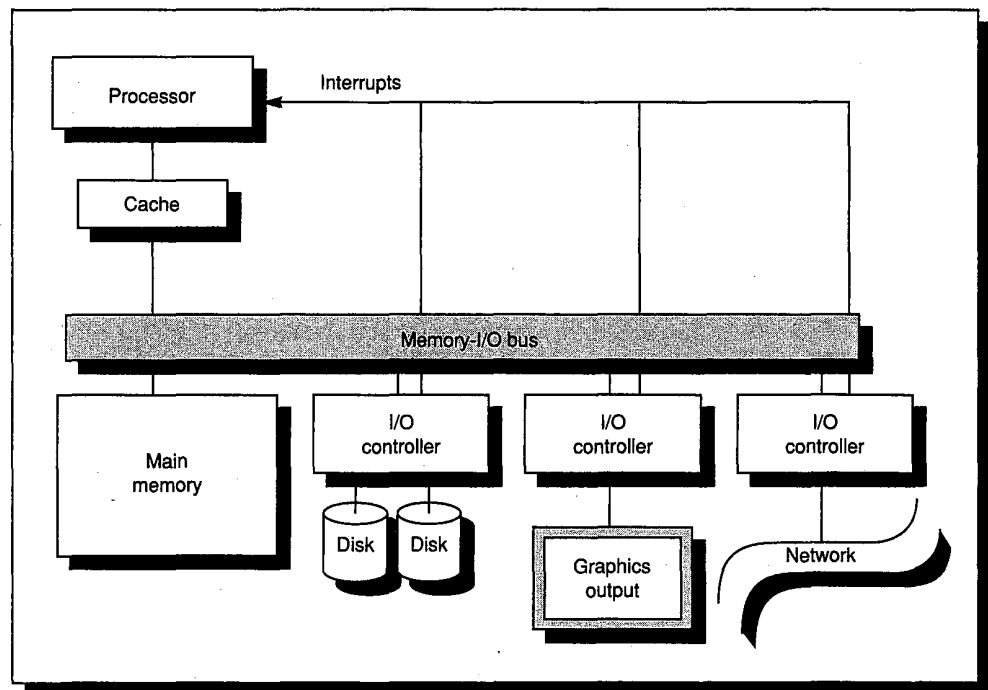 Interrupts
Processor
Cache
Memory-I/O bus
Main
memory
I/O
controller
I/O
controller
I/O
controller
Disk
Disk
Graphics
output
Network